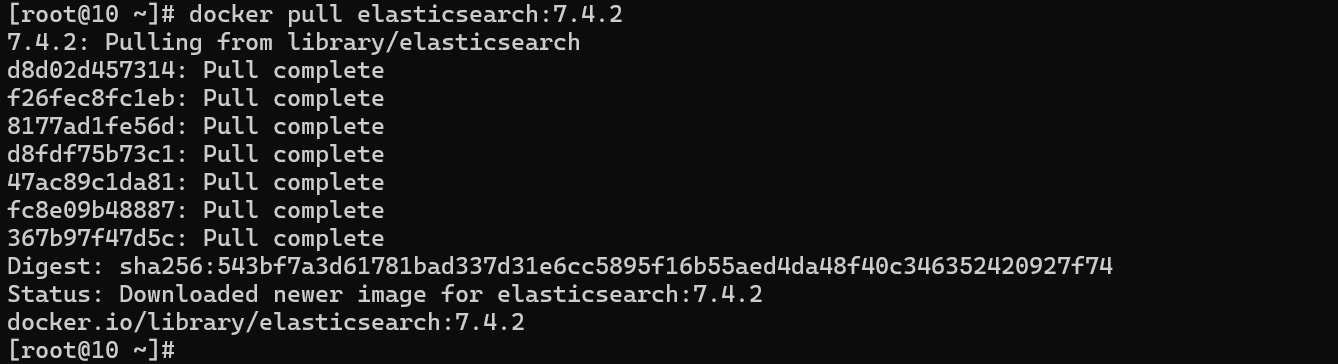 [root@10 ~]# docker pull elasticsearch:7.4.2
7.4.2: Pulling from library/elasticsearch
d8d02d457314: Pull complete
f26fec8fc1eb: Pull complete
8177ad1fe56d: Pull complete
d8fdf75b73c1: Pull complete
47ac89c1da81: Pull complete
fc8e09b48887: Pull complete
367b97f47d5c: Pull complete
Digest: sha256:543bf7a3d61781bad337d31e6cc5895f16b55aed4da48f40c346352420927f74
Status: Downloaded newer image for elasticsearch:7.4.2
docker.io/library/elasticsearch:7.4.2
[root@10 ~]#